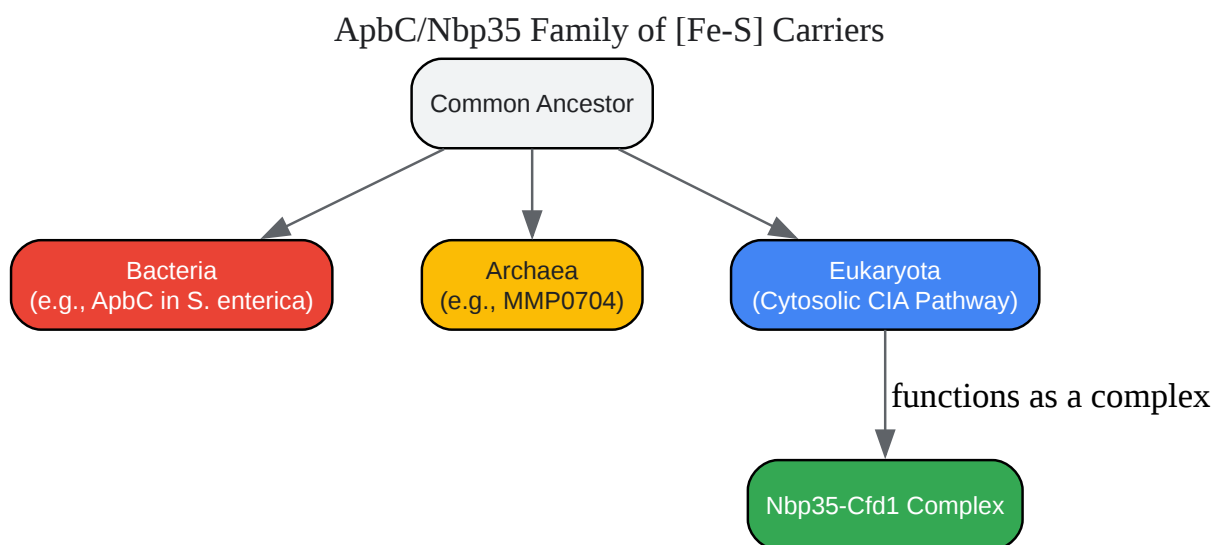 ApbC/Nbp35 Family of [Fe-S] Carriers
Common Ancestor
Bacteria
(e.g., ApbC in S. enterica)
Archaea
(e.g., MMP0704)
Eukaryota
(Cytosolic CIA Pathway)
functions as a complex
Nbp35-Cfd1 Complex